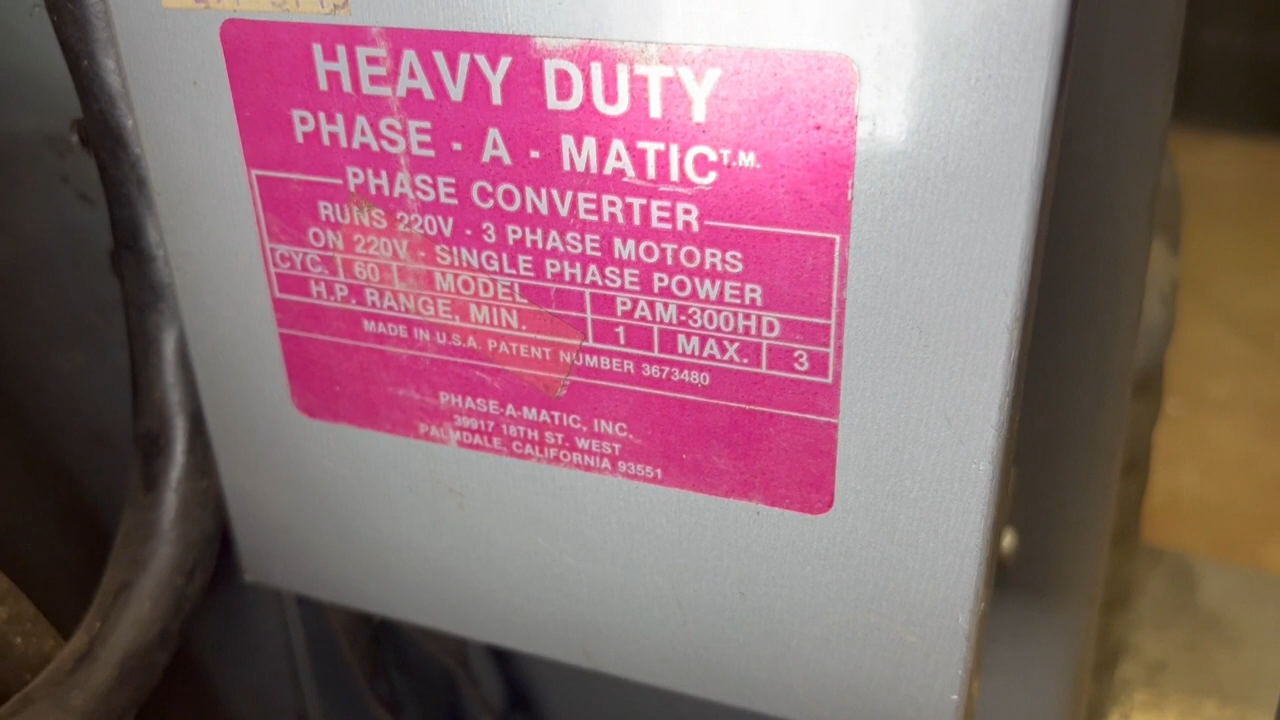 HEAVY DUTY
PHASE - A - MATIC T.M.
PHASE CONVERTER
RUNS 220V - 3 PHASE MOTORS
ON 220V - SINGLE PHASE POWER
CYC. 60 MODEL PAM-300HD
H.P. RANGE, MIN. 1 MAX. 3
MADE IN U.S.A. PATENT NUMBER 3673480
PHASE-A-MATIC, INC.
39917 18TH ST. WEST
PALMDALE, CALIFORNIA 93551